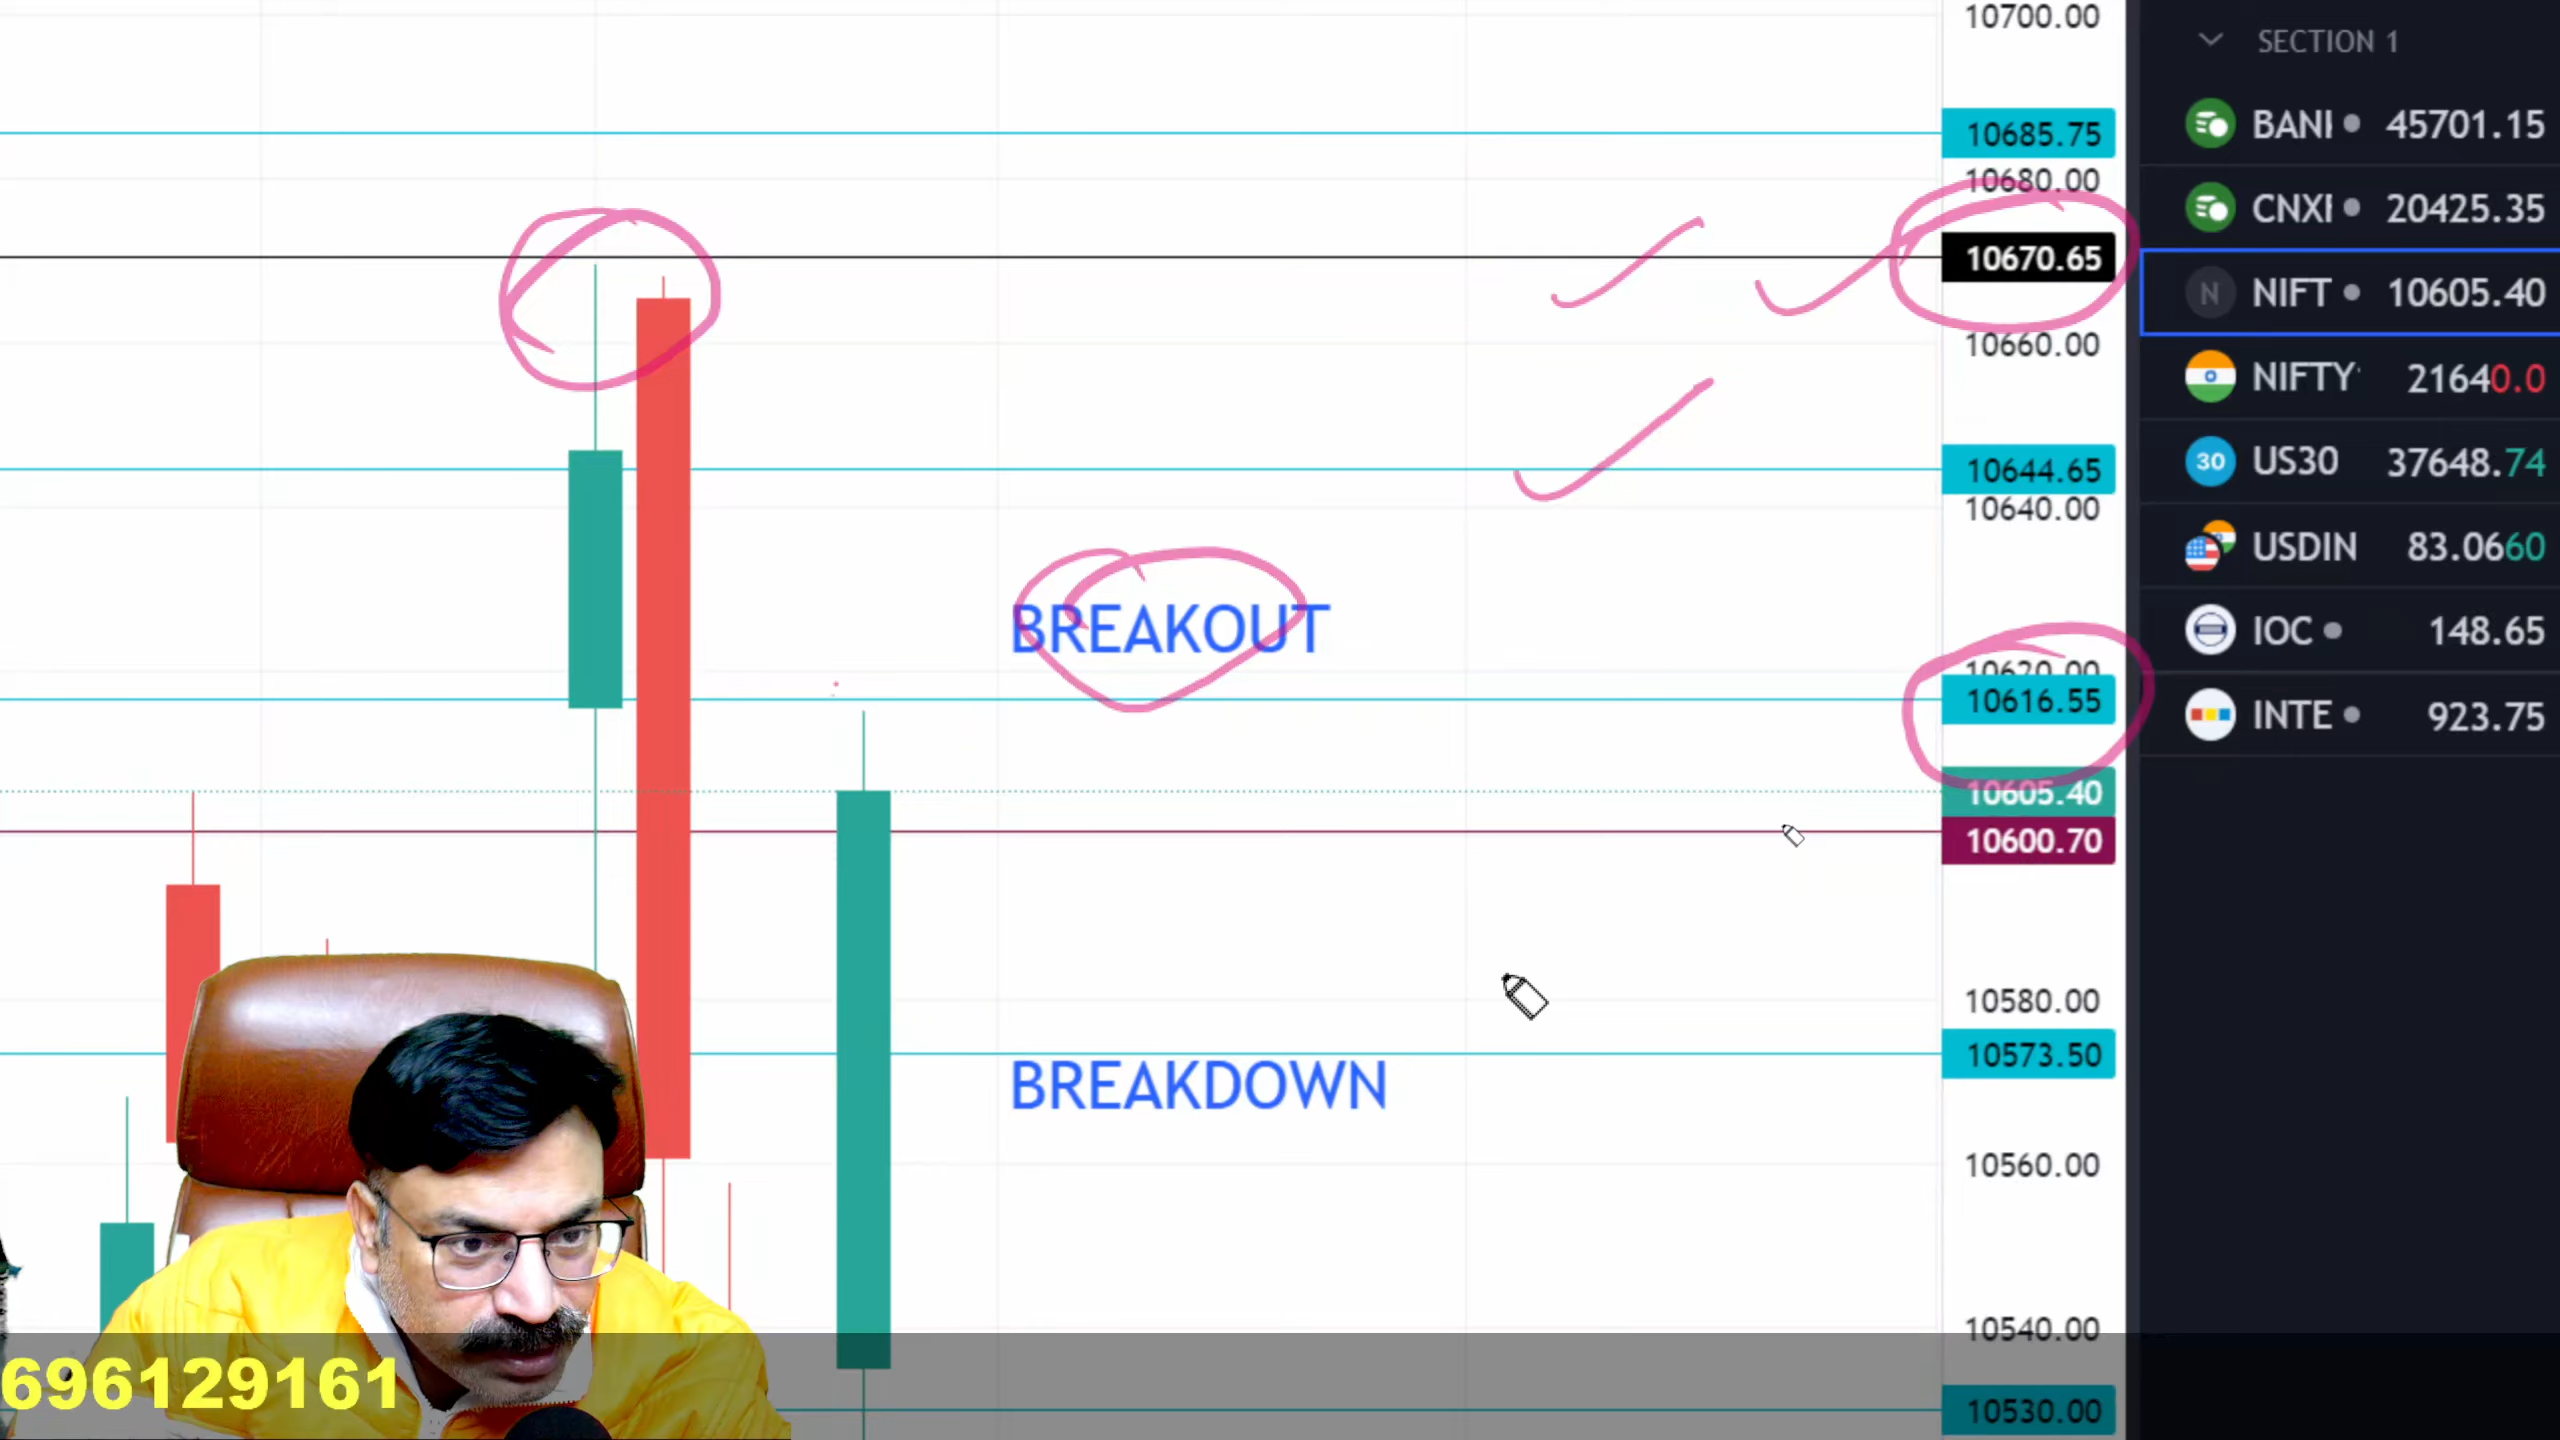 10700.00
SECTION 1
BANI 45701.15
10685.75
10680.00
CNXI 20425.35
10670.65
NIFT 10605.40
10660.00
NIFTY 21640.0
10644.65
30 US30 37648.74
10640.00
USDIN 83.0660
BREAKOUT
IOC 148.65
10620.00
10616.55
INTE 923.75
10605.40
10600.70
10580.00
10573.50
BREAKDOWN
10560.00
10540.00
696129161
10530.00